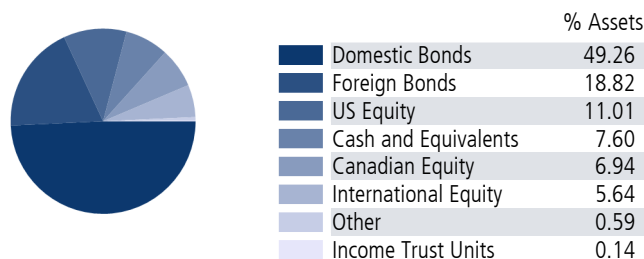 % Assets
Domestic Bonds 49.26
Foreign Bonds 18.82
US Equity 11.01
Cash and Equivalents 7.60
Canadian Equity 6.94
International Equity 5.64
Other 0.59
Income Trust Units 0.14